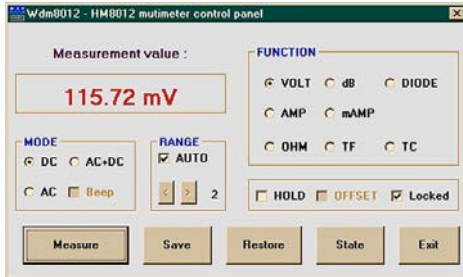 Wdm8012 - HM8012 mutimeter control panel
Measurement value :
115.72 mV
FUNCTION
VOLT dB DIODE
AMP mAMP
OHM TF TC
MODE
DC AC+DC
AC Beep
RANGE
AUTO
< > 2
HOLD OFFSET Locked
Measure Save Restore State Exit